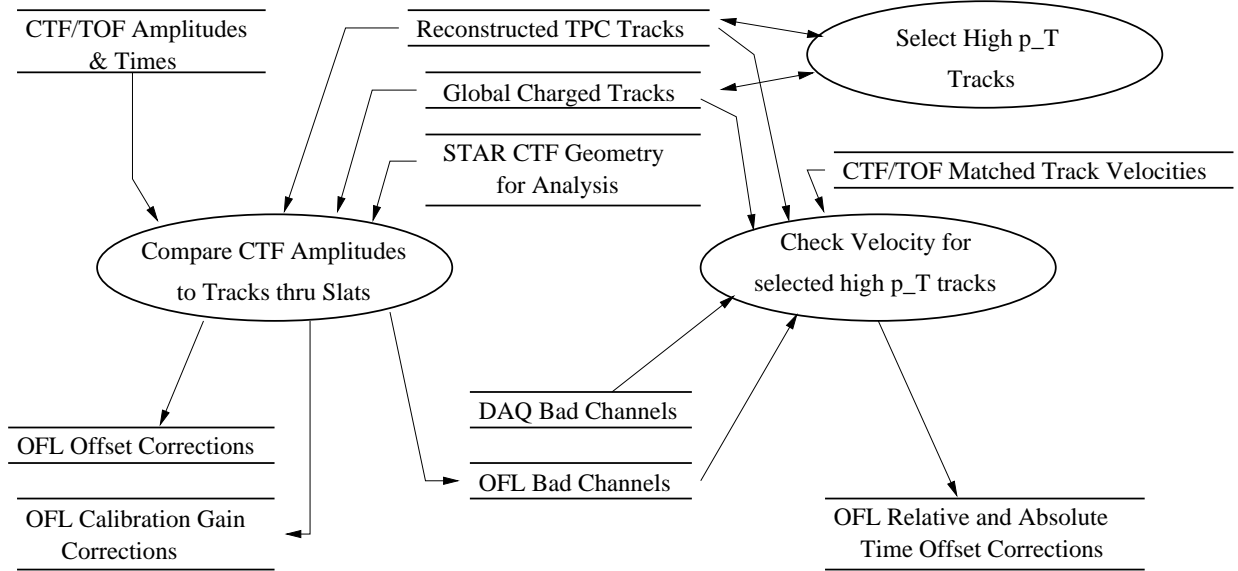 CTF/TOF Amplitudes
& Times
Reconstructed TPC Tracks
Select High p_T
Tracks
Global Charged Tracks
STAR CTF Geometry
for Analysis
CTF/TOF Matched Track Velocities
Compare CTF Amplitudes
to Tracks thru Slats
Check Velocity for
selected high p_T tracks
DAQ Bad Channels
OFL Offset Corrections
OFL Bad Channels
OFL Calibration Gain
Corrections
OFL Relative and Absolute
Time Offset Corrections